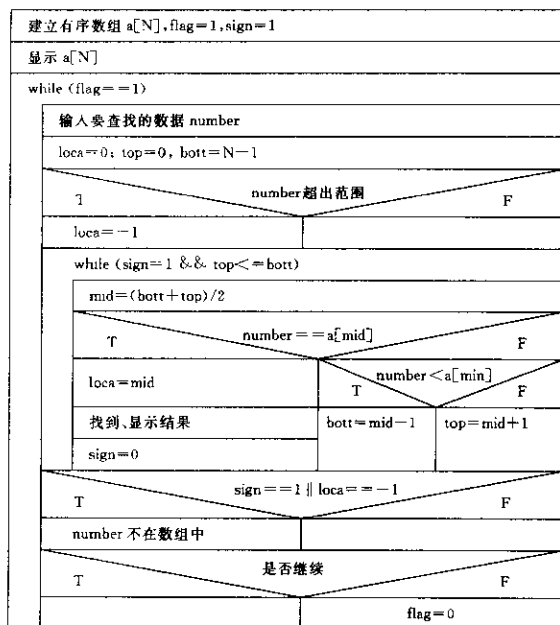 建立有序数组 a[N],flag=1,sign=1
显示 a[N]
while (flag==1)
输入要查找的数据 number
loca=0; top=0, bott=N-1
number超出范围
T F
loca=-1
while (sign=1 && top<=bott)
mid=(bott+top)/2
number==a[mid]
T F
loca=mid
number<a[min]
T F
找到、显示结果
bott=mid-1 top=mid+1
sign=0
sign==1‖loca==-1
T F
number 不在数组中
是否继续
T F
flag=0